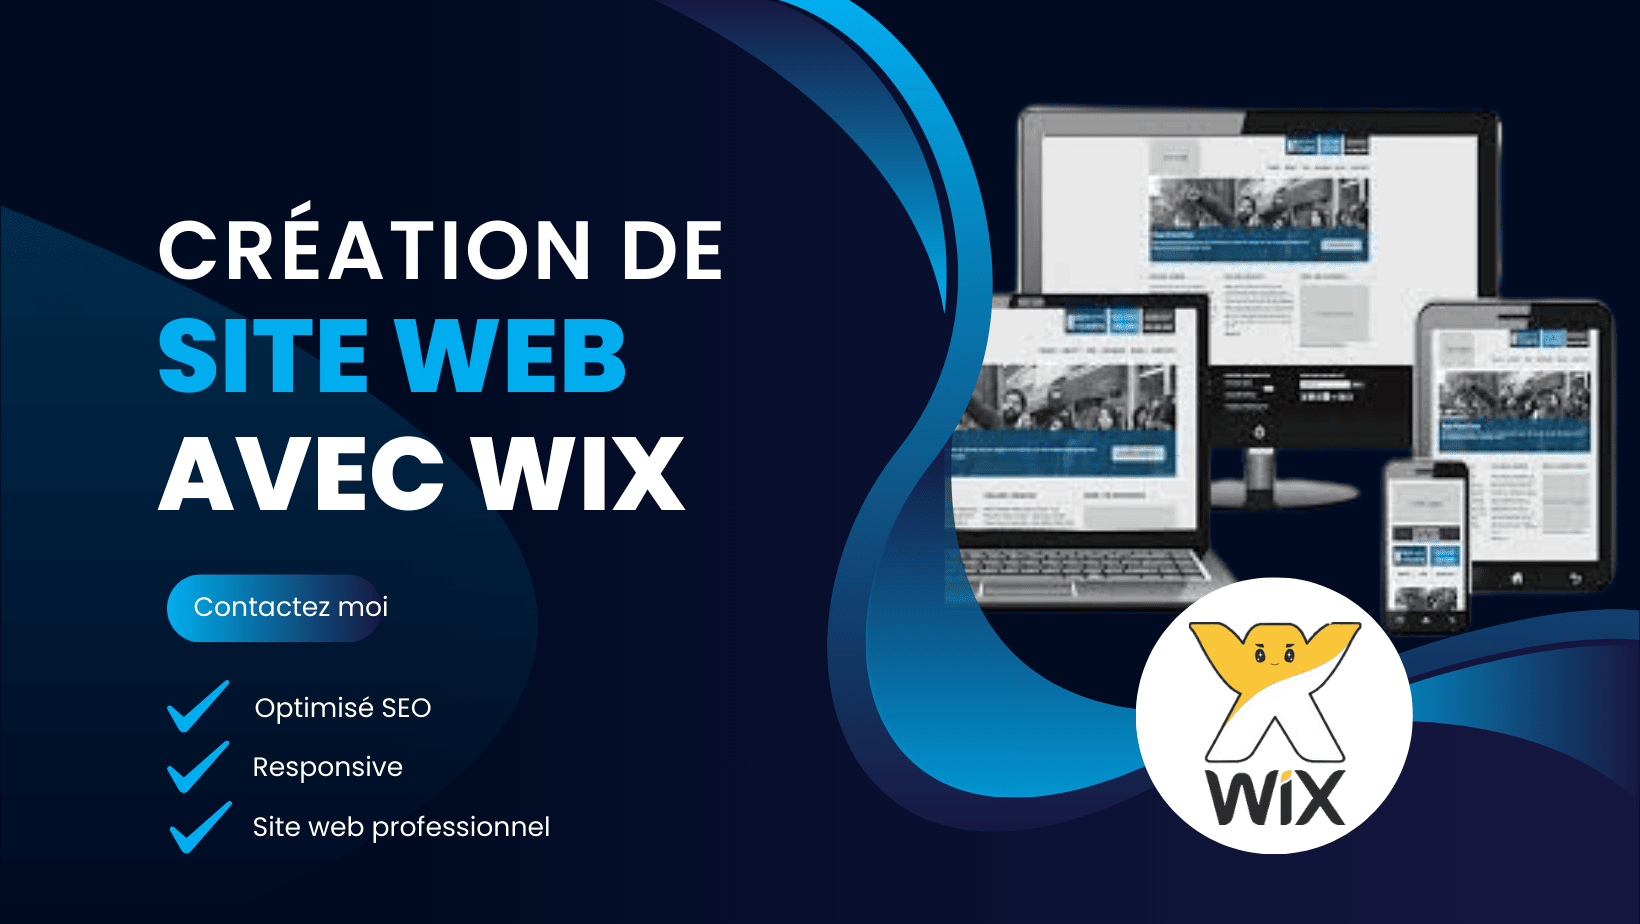 CRÉATION DE
SITE WEB
AVEC WIX
Contactez moi
Optimisé SEO
Responsive
Site web professionnel
WiX